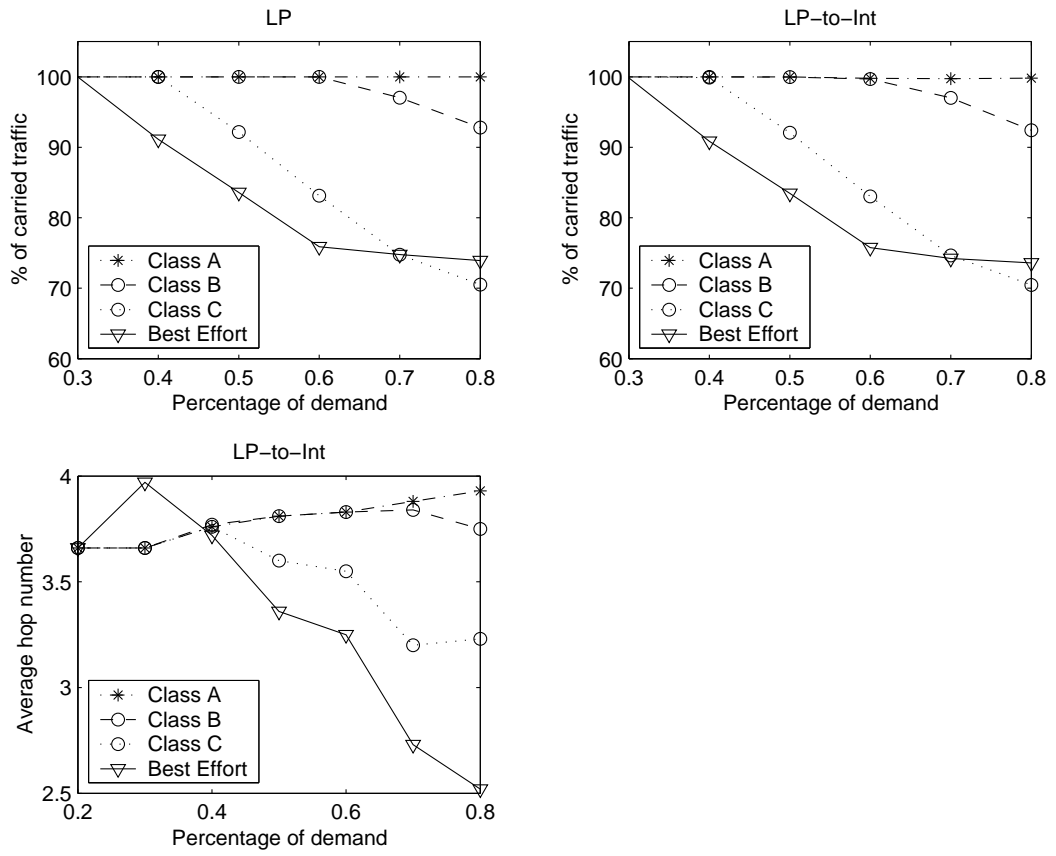 LP
% of carried traffic
100
90
80
70
60
Class A
Class B
Class C
Best Effort
0.3
0.4
0.5
0.6
0.7
0.8
Percentage of demand
LP−to−Int
% of carried traffic
100
90
80
70
60
Class A
Class B
Class C
Best Effort
0.3
0.4
0.5
0.6
0.7
0.8
Percentage of demand
LP−to−Int
Average hop number
4
3.5
3
2.5
Class A
Class B
Class C
Best Effort
0.2
0.4
0.6
0.8
Percentage of demand